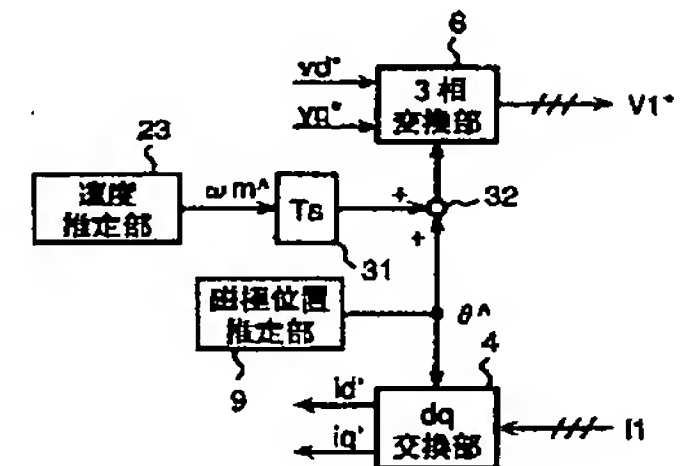 6
vd*
3相
変換部
V1*
vq*
23
速度
推定部
ωm^
Ts
+
32
+
31
磁極位置
推定部
θ^
9
4
id'
dq
変換部
I1
iq'